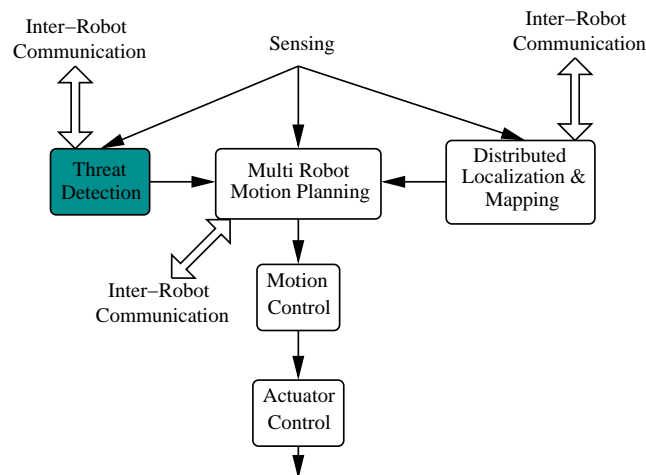 Inter−Robot
Communication
Sensing
Inter−Robot
Communication
Threat
Detection
Multi Robot
Motion Planning
Distributed
Localization &
Mapping
Inter−Robot
Communication
Motion
Control
Actuator
Control